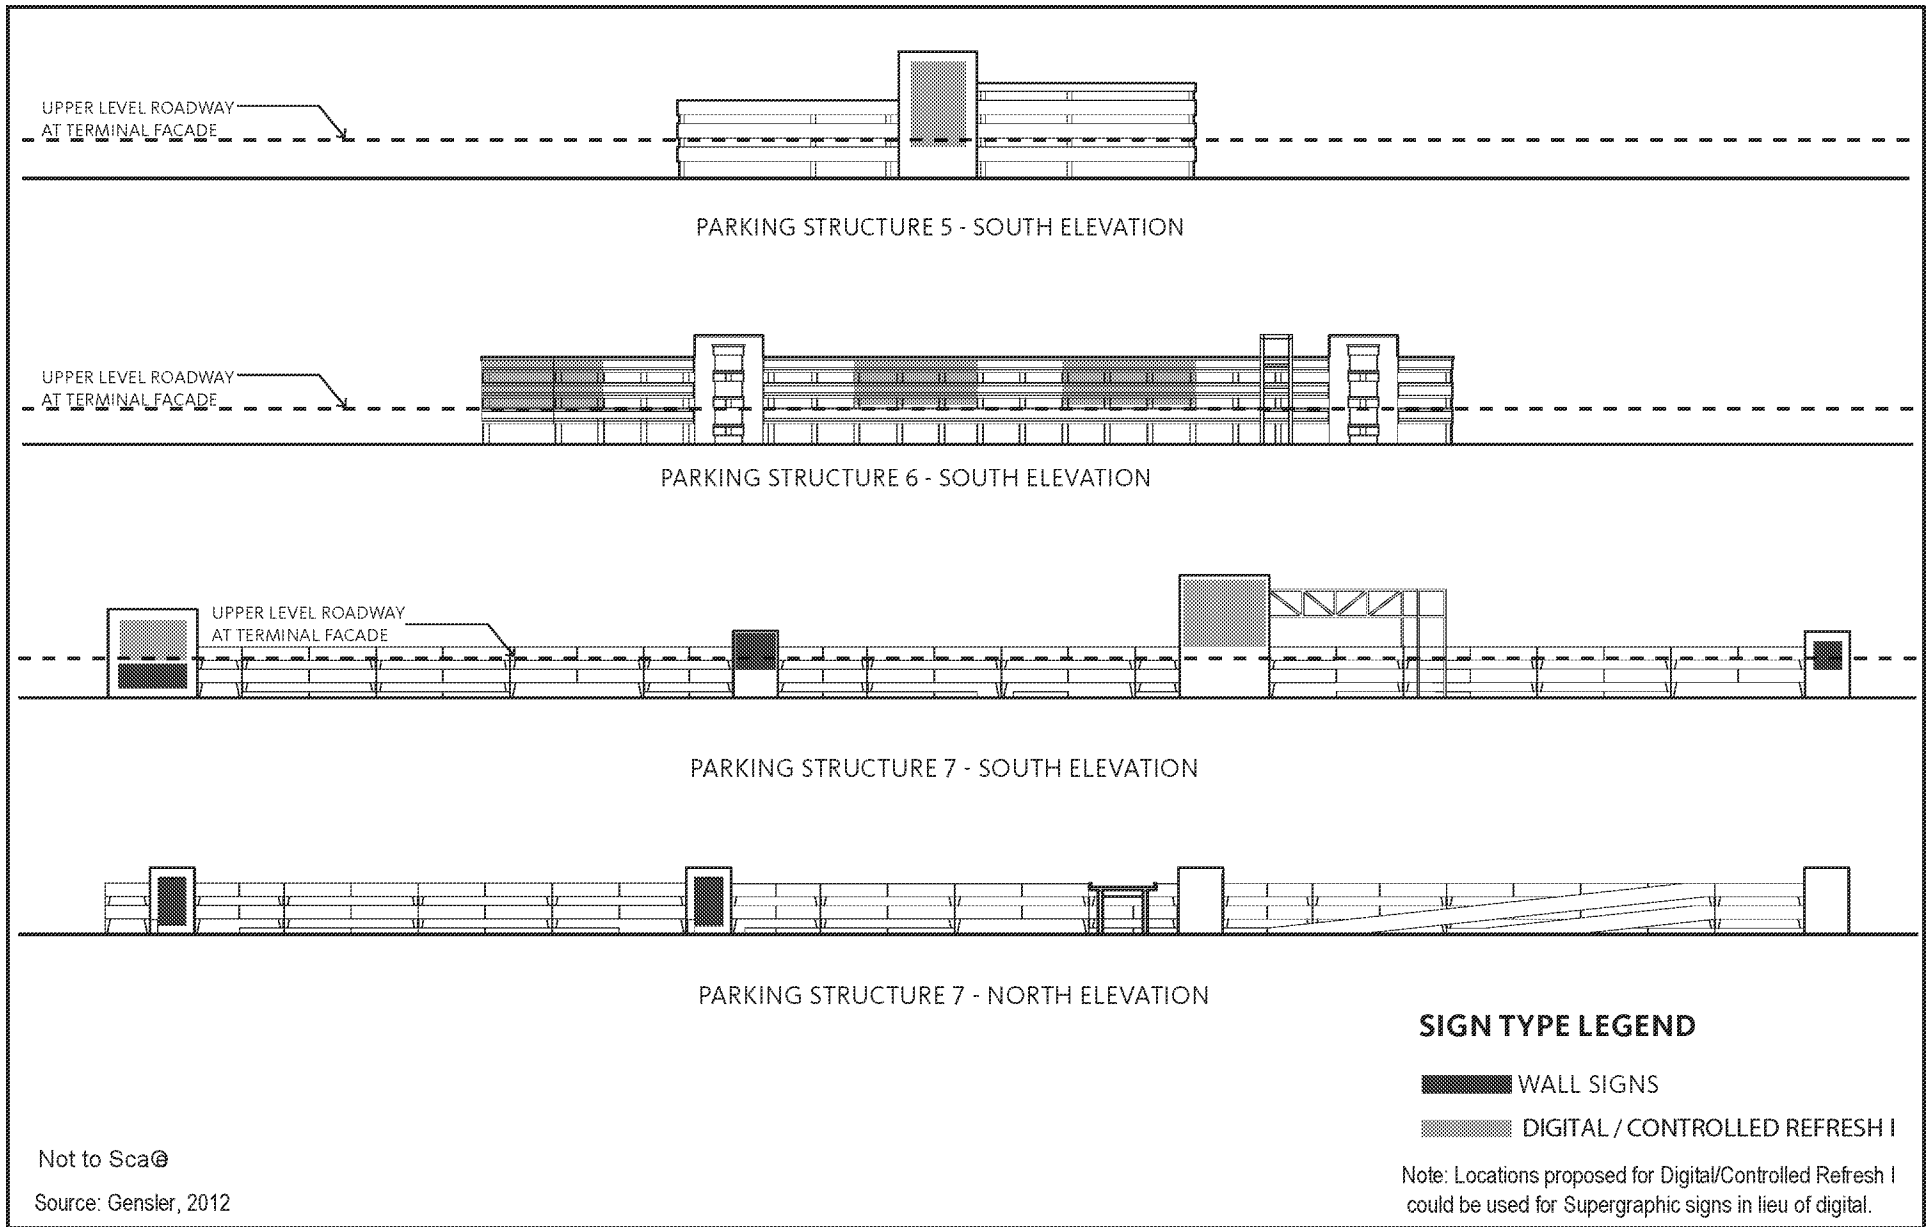 UPPER LEVEL ROADWAY
AT TERMINAL FACADE
PARKING STRUCTURE 5 - SOUTH ELEVATION
UPPER LEVEL ROADWAY
AT TERMINAL FACADE
PARKING STRUCTURE 6 - SOUTH ELEVATION
UPPER LEVEL ROADWAY
AT TERMINAL FACADE
PARKING STRUCTURE 7 - SOUTH ELEVATION
PARKING STRUCTURE 7 - NORTH ELEVATION
SIGN TYPE LEGEND
WALL SIGNS
DIGITAL / CONTROLLED REFRESH I
Not to Scale
Source: Gensler, 2012
Note: Locations proposed for Digital/Controlled Refresh I
could be used for Supergraphic signs in lieu of digital.